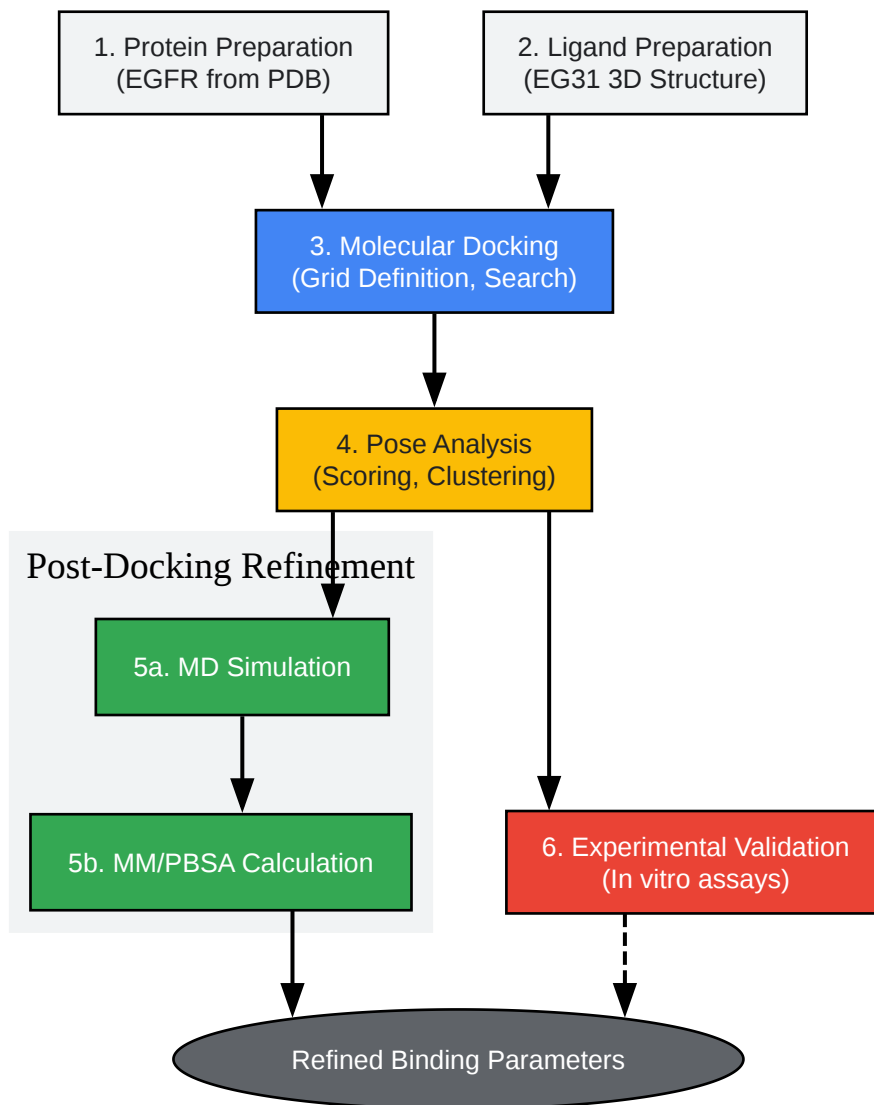 1. Protein Preparation
(EGFR from PDB)
2. Ligand Preparation
(EG31 3D Structure)
3. Molecular Docking
(Grid Definition, Search)
4. Pose Analysis
(Scoring, Clustering)
Post-Docking Refinement
5a. MD Simulation
5b. MM/PBSA Calculation
6. Experimental Validation
(In vitro assays)
Refined Binding Parameters